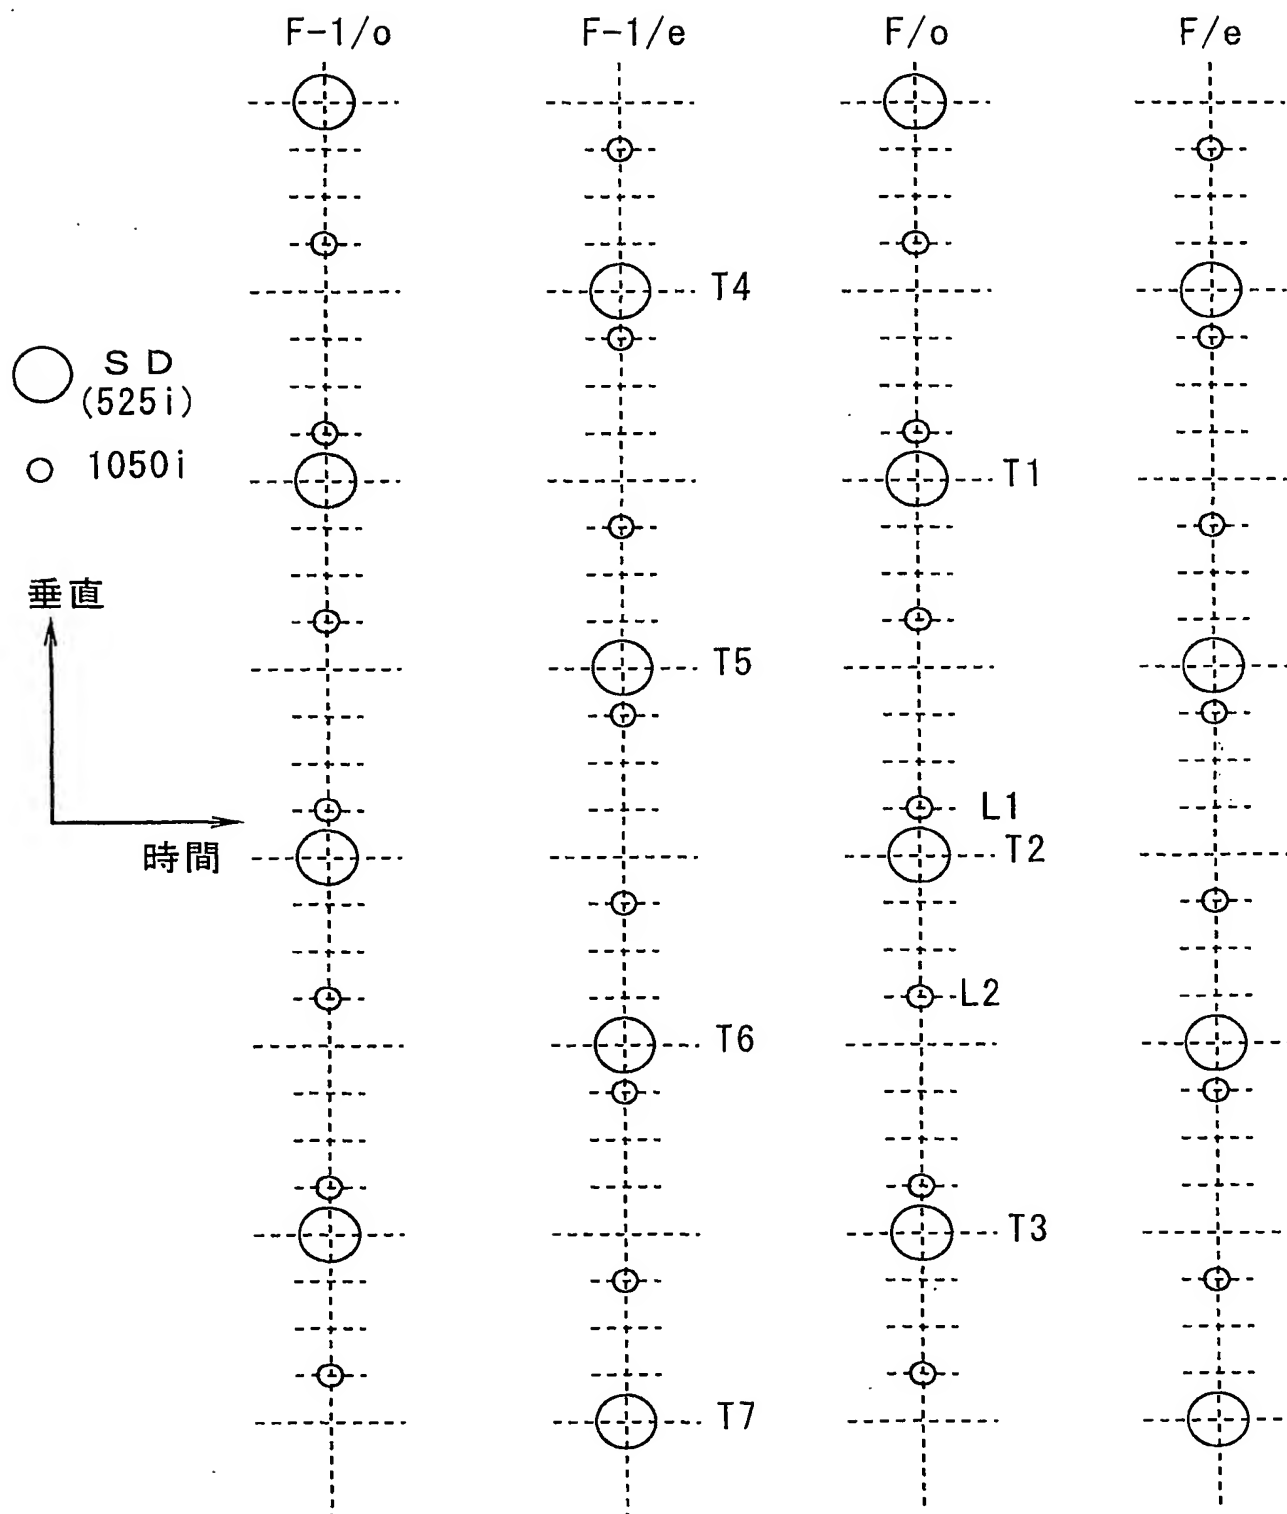 F-1/o F-1/e F/o F/e
T4
SD
(525i)
1050i
T1
垂直
T5
L1
時間 T2
L2
T6
T3
T7